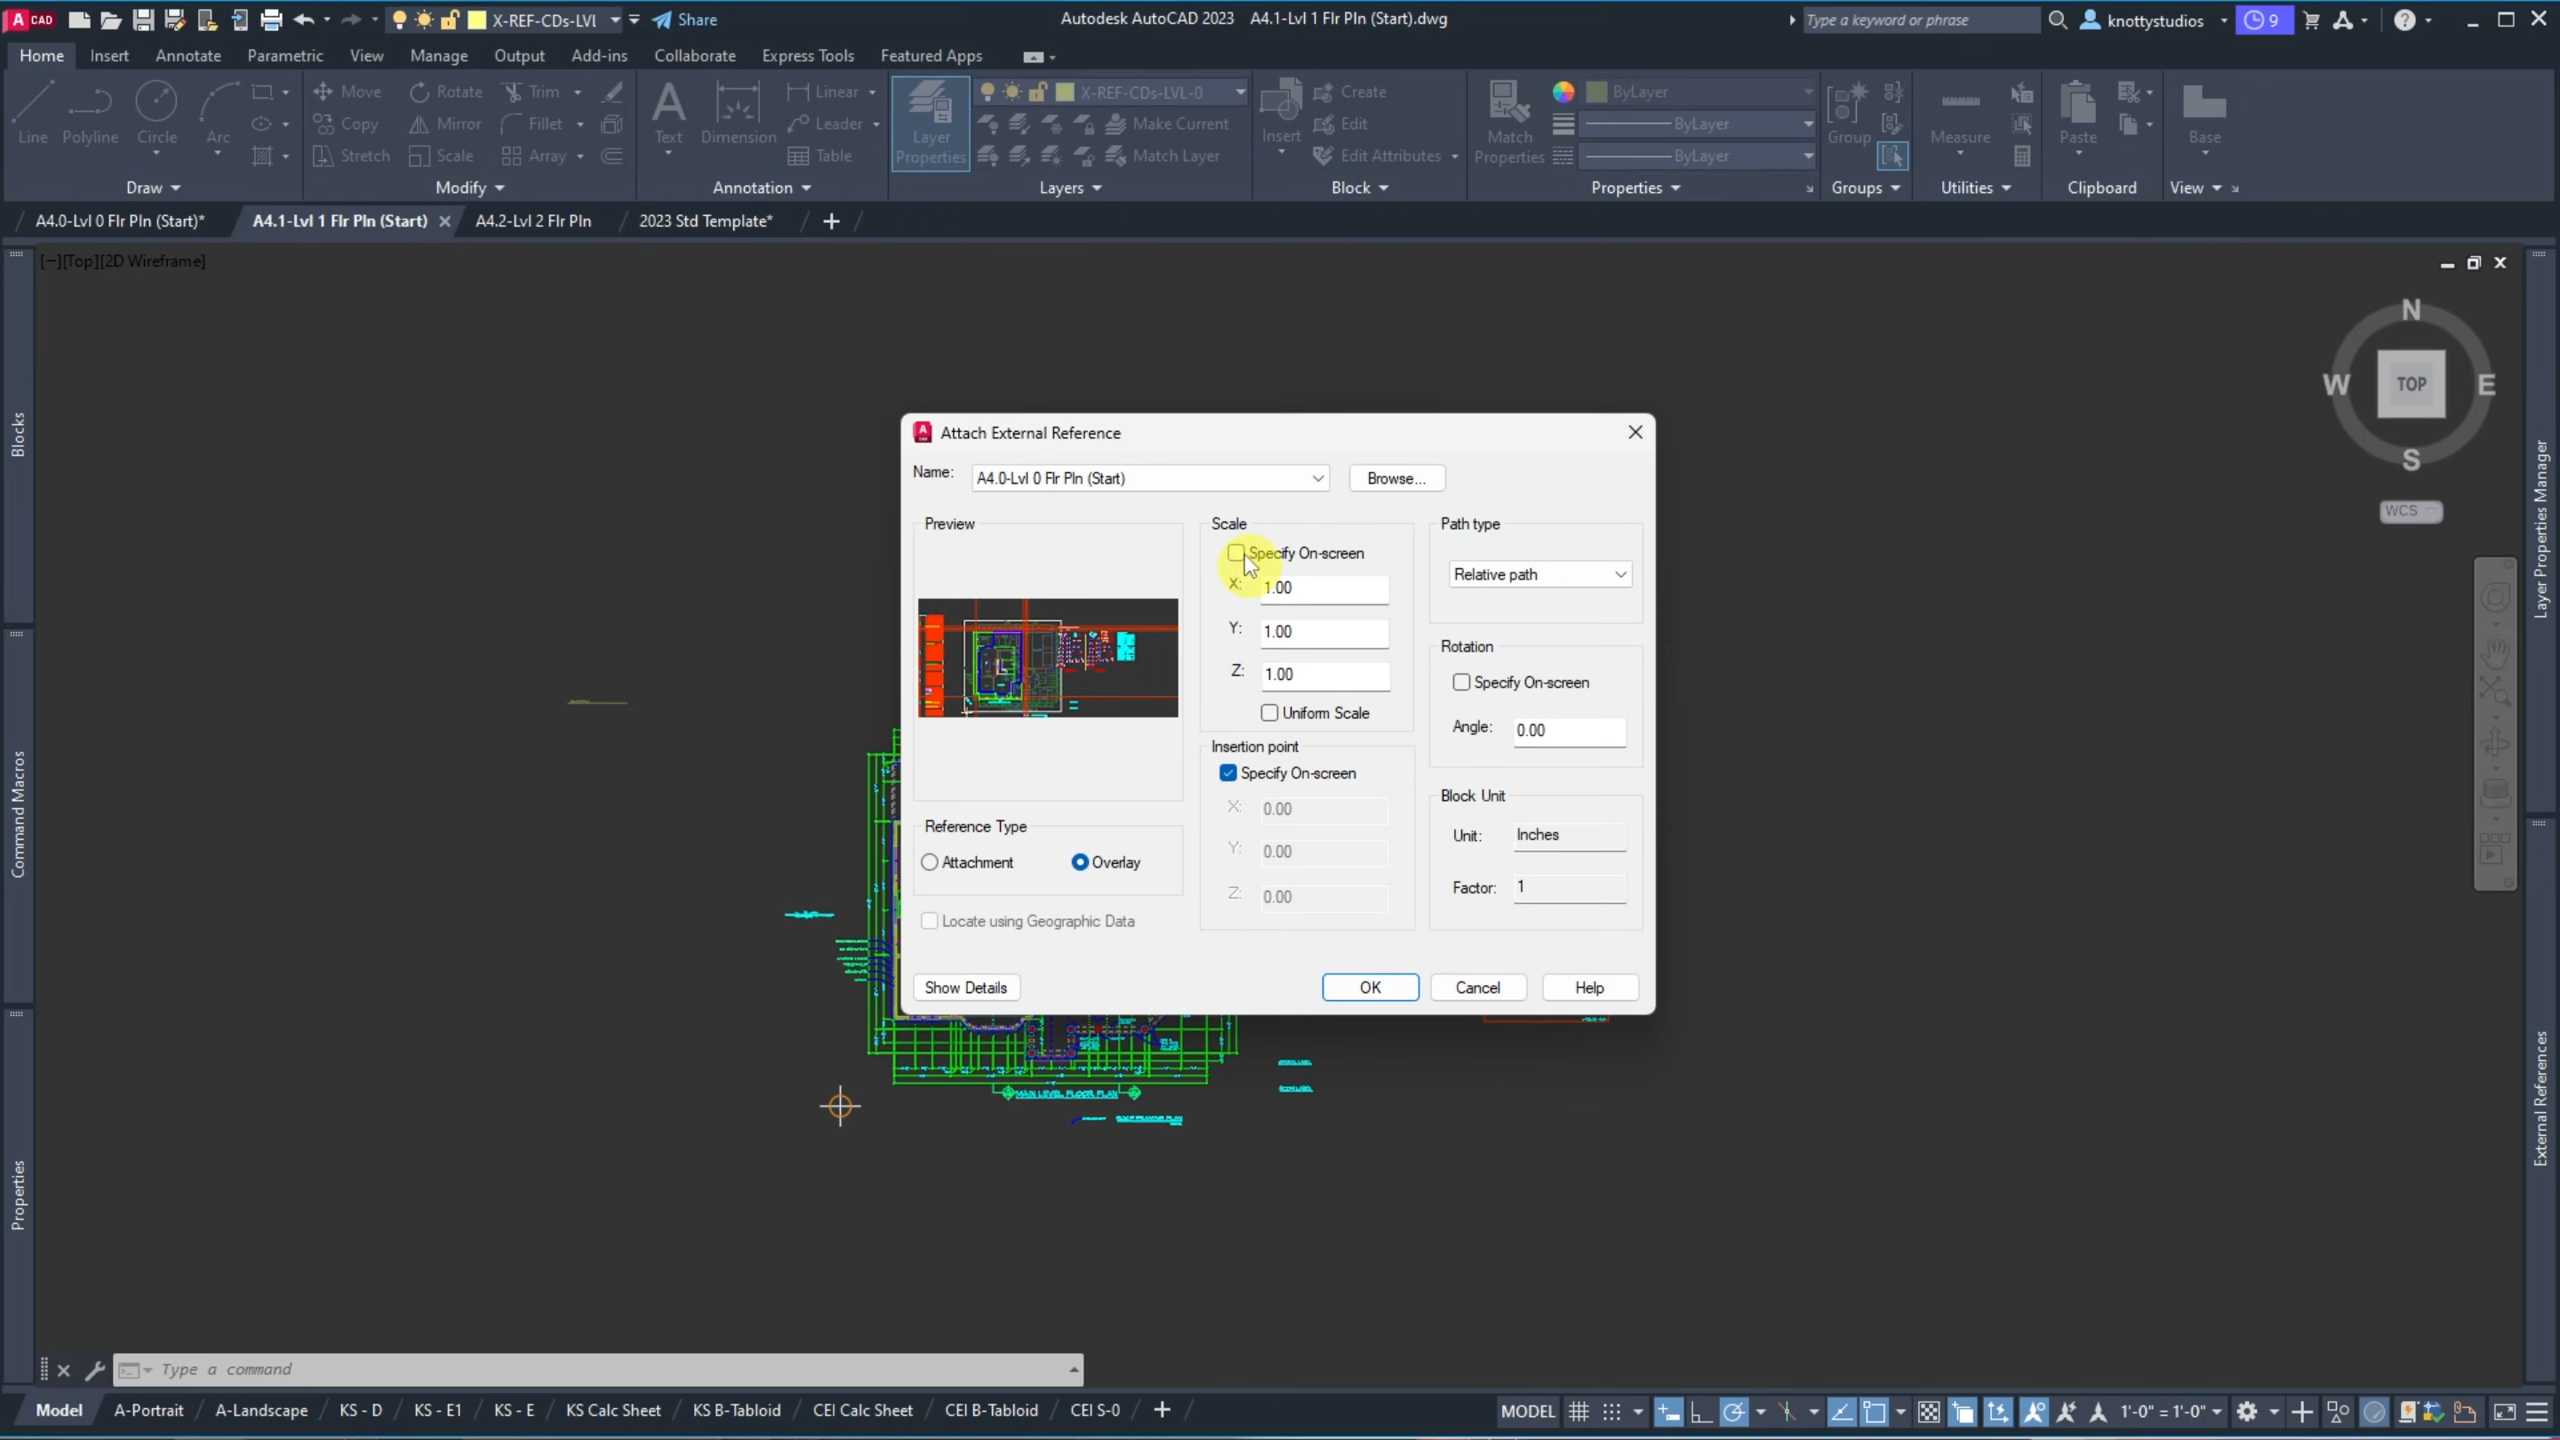 A CAD
X-REF-CDs-LVI
Share
Autodesk AutoCAD 2023 A4.1-Lvl 1 Flr Pln (Start).dwg
Type a keyword or phrase
knottystudios
9
Home Insert Annotate Parametric View Manage Output Add-ins Collaborate Express Tools Featured Apps
Line Polyline Circle Arc
Move Rotate Trim
Copy Mirror Fillet
Stretch Scale Array
Text Dimension
Linear
Leader
Table
Layer Properties
X-REF-CDs-LVL-0
Make Current
Match Layer
Insert
Create
Edit
Edit Attributes
Match Properties
ByLayer
ByLayer
ByLayer
Group
Measure
Paste
Base
Draw Modify Annotation Layers Block Properties Groups Utilities Clipboard View
A4.0-Lvl 0 Flr Pln (Start)* A4.1-Lvl 1 Flr Pln (Start) A4.2-Lvl 2 Flr Pln 2023 Std Template*
[−][Top][2D Wireframe]
N
W TOP E
S
WCS
Blocks
Command Macros
Properties
Layer Properties Manager
External References
Attach External Reference
Name: A4.0-Lvl 0 Flr Pln (Start) Browse...
Preview
Scale
Specify On-screen
X: 1.00
Y: 1.00
Z: 1.00
Uniform Scale
Path type
Relative path
Rotation
Specify On-screen
Angle: 0.00
Insertion point
Specify On-screen
X: 0.00
Y: 0.00
Z: 0.00
Block Unit
Unit: Inches
Factor: 1
Reference Type
Attachment Overlay
Locate using Geographic Data
Show Details OK Cancel Help
MAIN LEVEL FLOOR PLAN
Type a command
Model A-Portrait A-Landscape KS - D KS - E1 KS - E KS Calc Sheet KS B-Tabloid CEI Calc Sheet CEI B-Tabloid CEI S-0
MODEL 1'-0" = 1'-0"